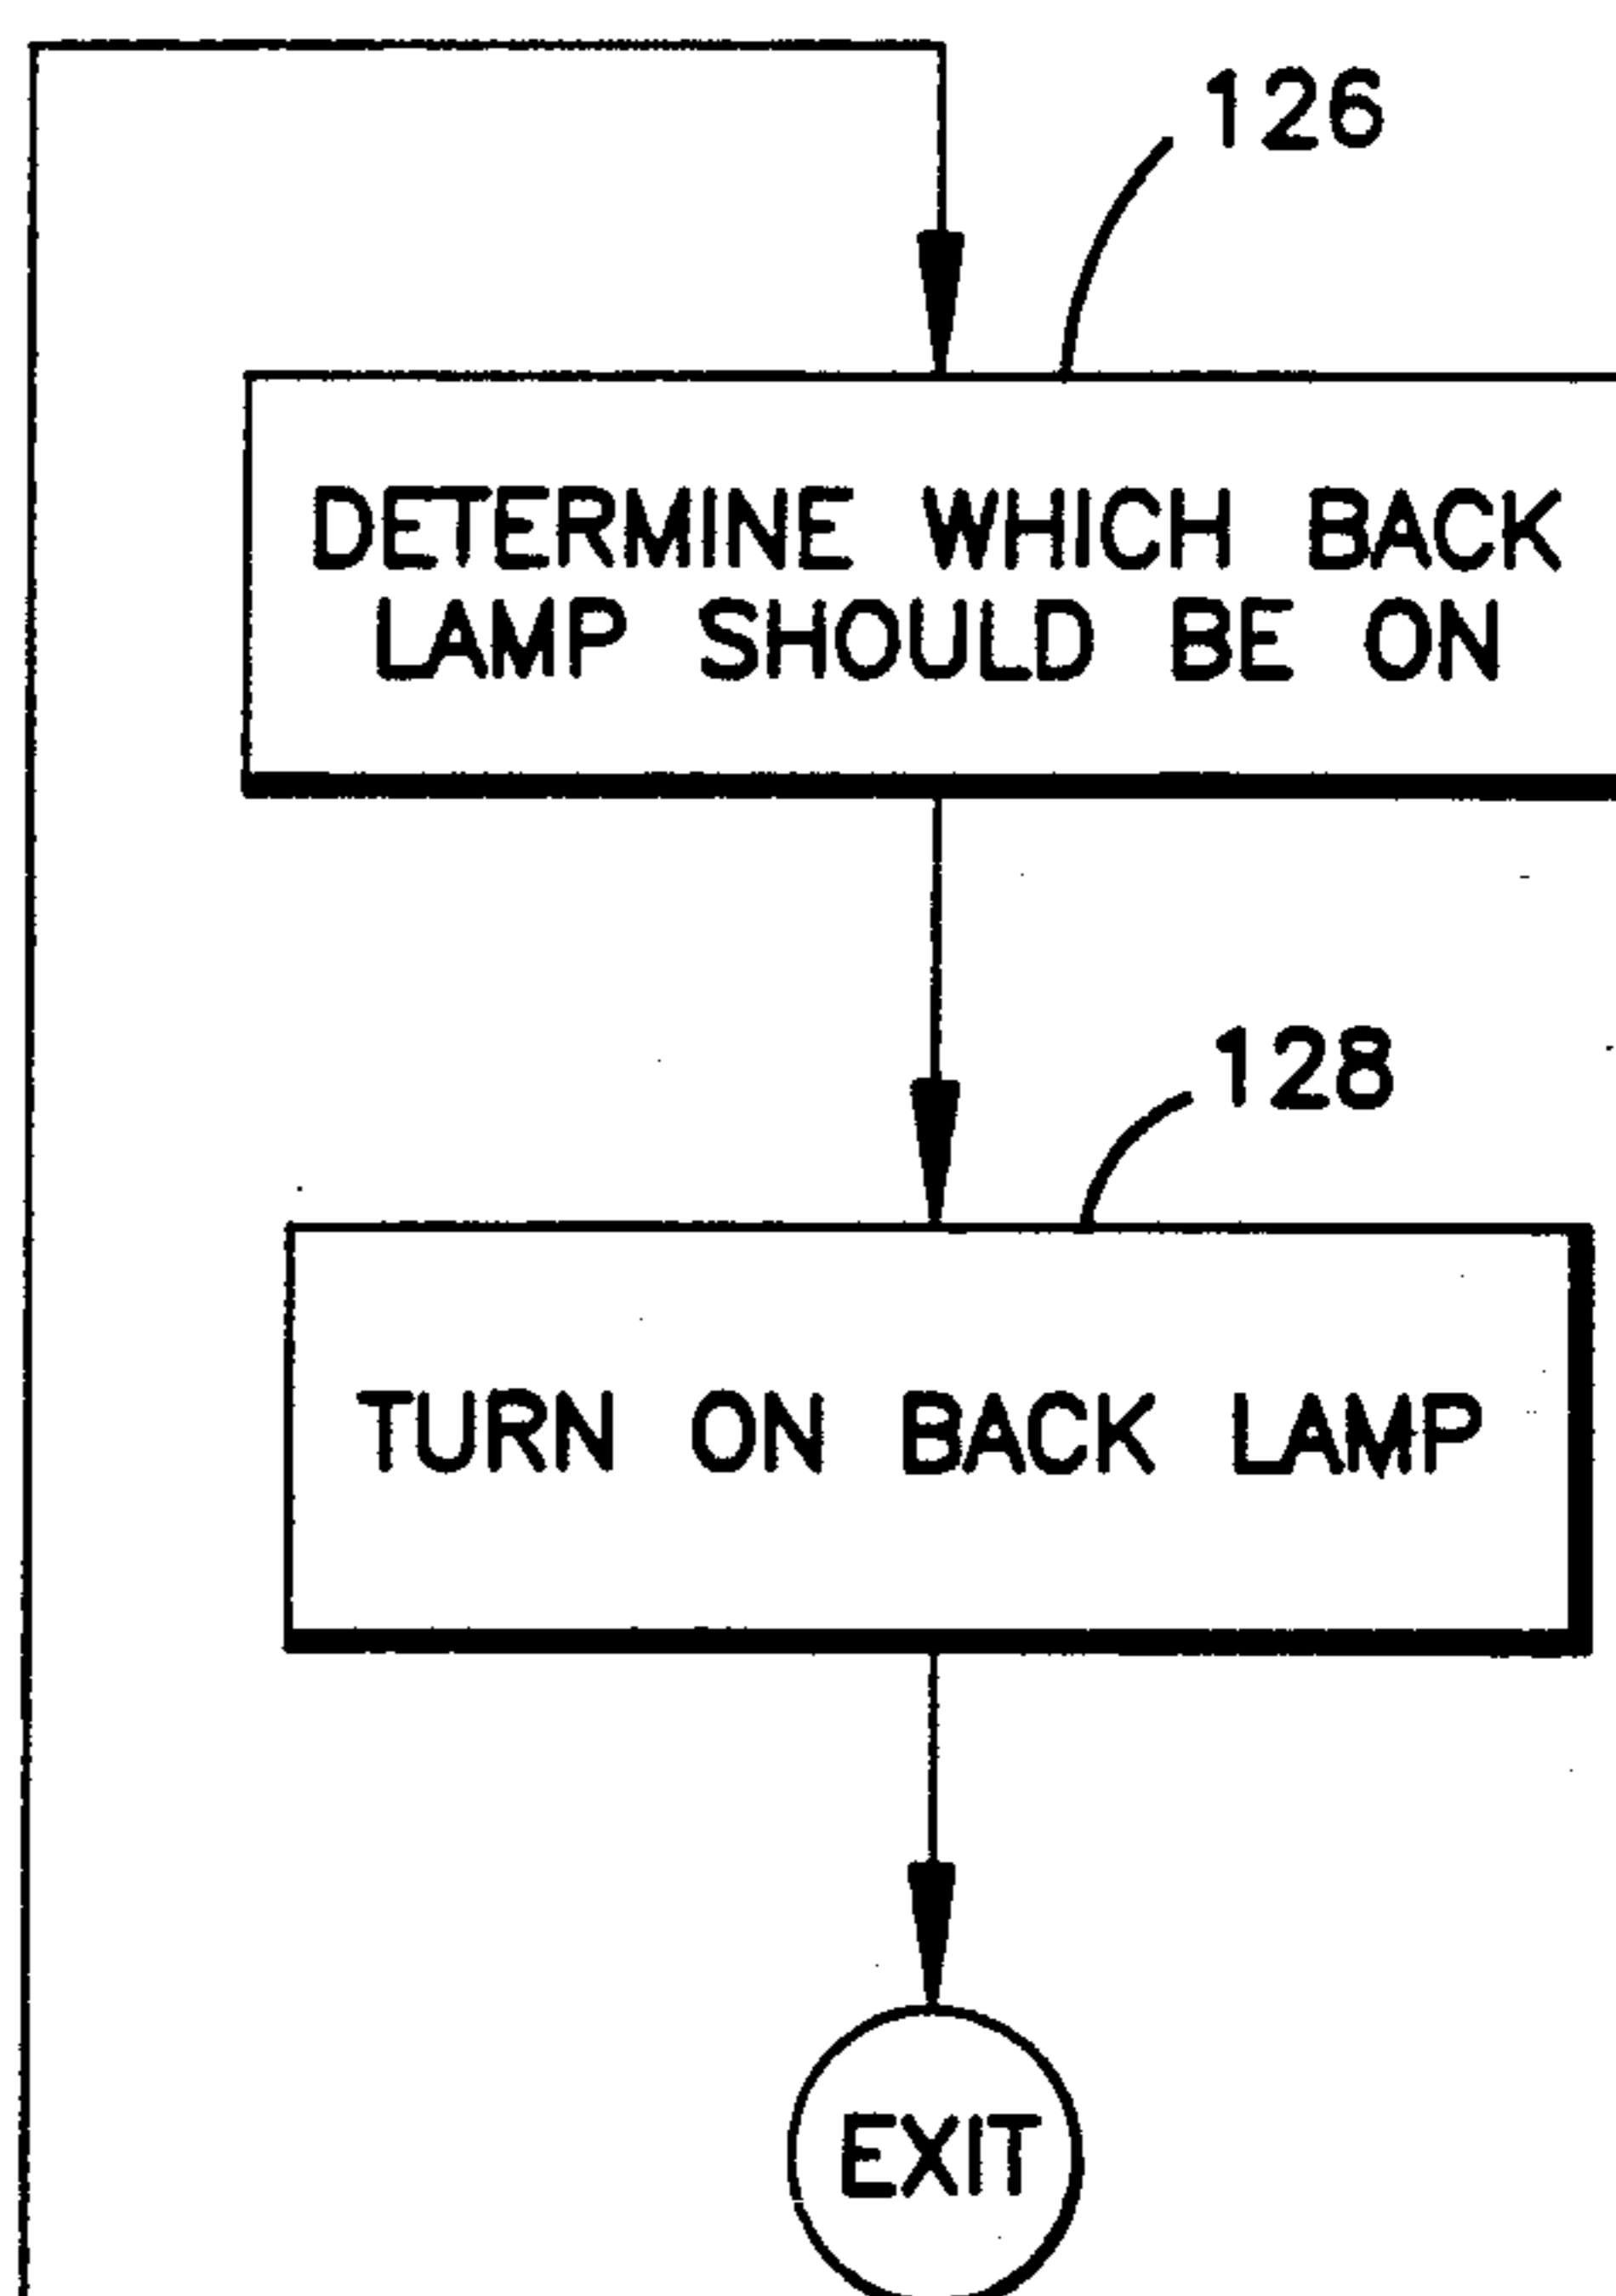 126
DETERMINE WHICH BACK
LAMP SHOULD BE ON
128
TURN ON BACK LAMP
EXIT